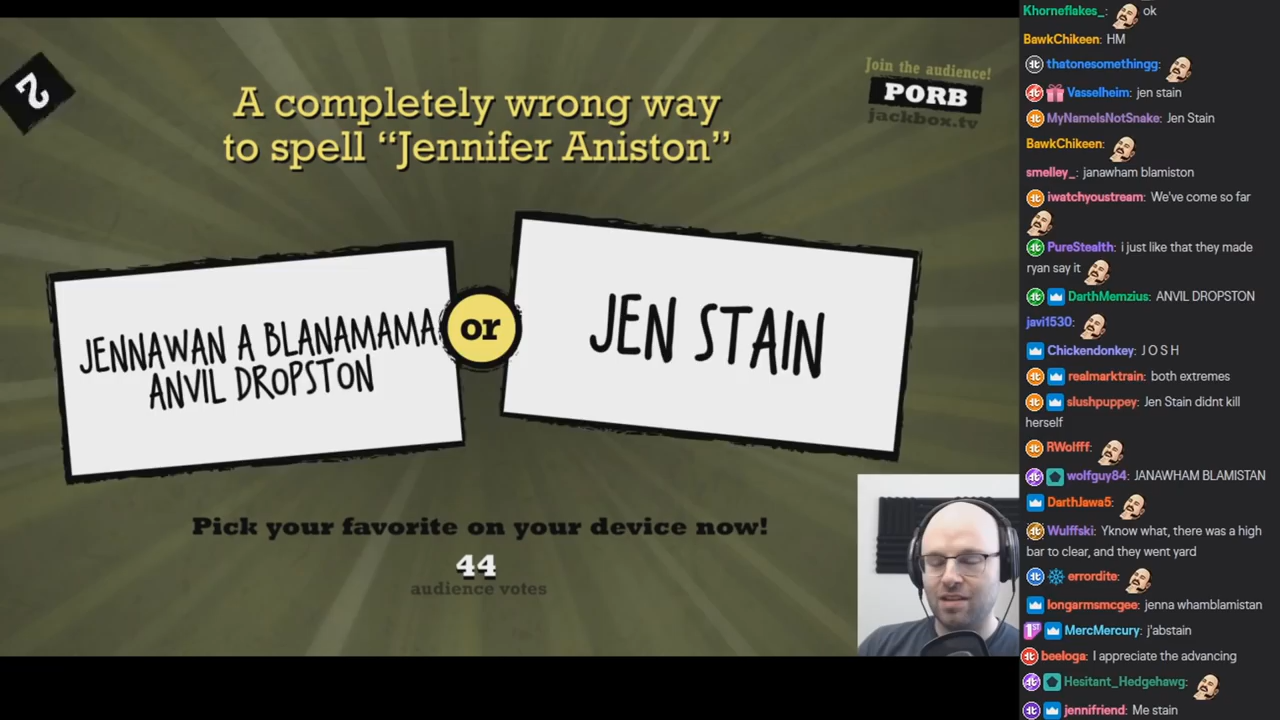 2
A completely wrong way
to spell “Jennifer Aniston”
Join the audience!
PORB
jackbox.tv
JENNAWAN A BLANAMAMA
ANVIL DROPSTON
or
JEN STAIN
Pick your favorite on your device now!
44
audience votes
Khorneflakes_: ok
BawkChikeen: HM
thatonesomethingg:
Vasselheim: jen stain
MyNameIsNotSnake: Jen Stain
BawkChikeen:
smelley_: janawham blamiston
iwatchyoustream: We've come so far
PureStealth: i just like that they made
ryan say it
DarthMemzius: ANVIL DROPSTON
javi1530:
Chickendonkey: J O S H
realmarktrain: both extremes
slushpuppey: Jen Stain didnt kill
herself
RWolfff:
wolfguy84: JANAWHAM BLAMISTAN
DarthJawa5:
Wulffski: Yknow what, there was a high
bar to clear, and they went yard
errordite:
longarmsmcgee: jenna whamblamistan
1ST MercMercury: j'abstain
beeloga: I appreciate the advancing
Hesitant_Hedgehawg:
jennifriend: Me stain